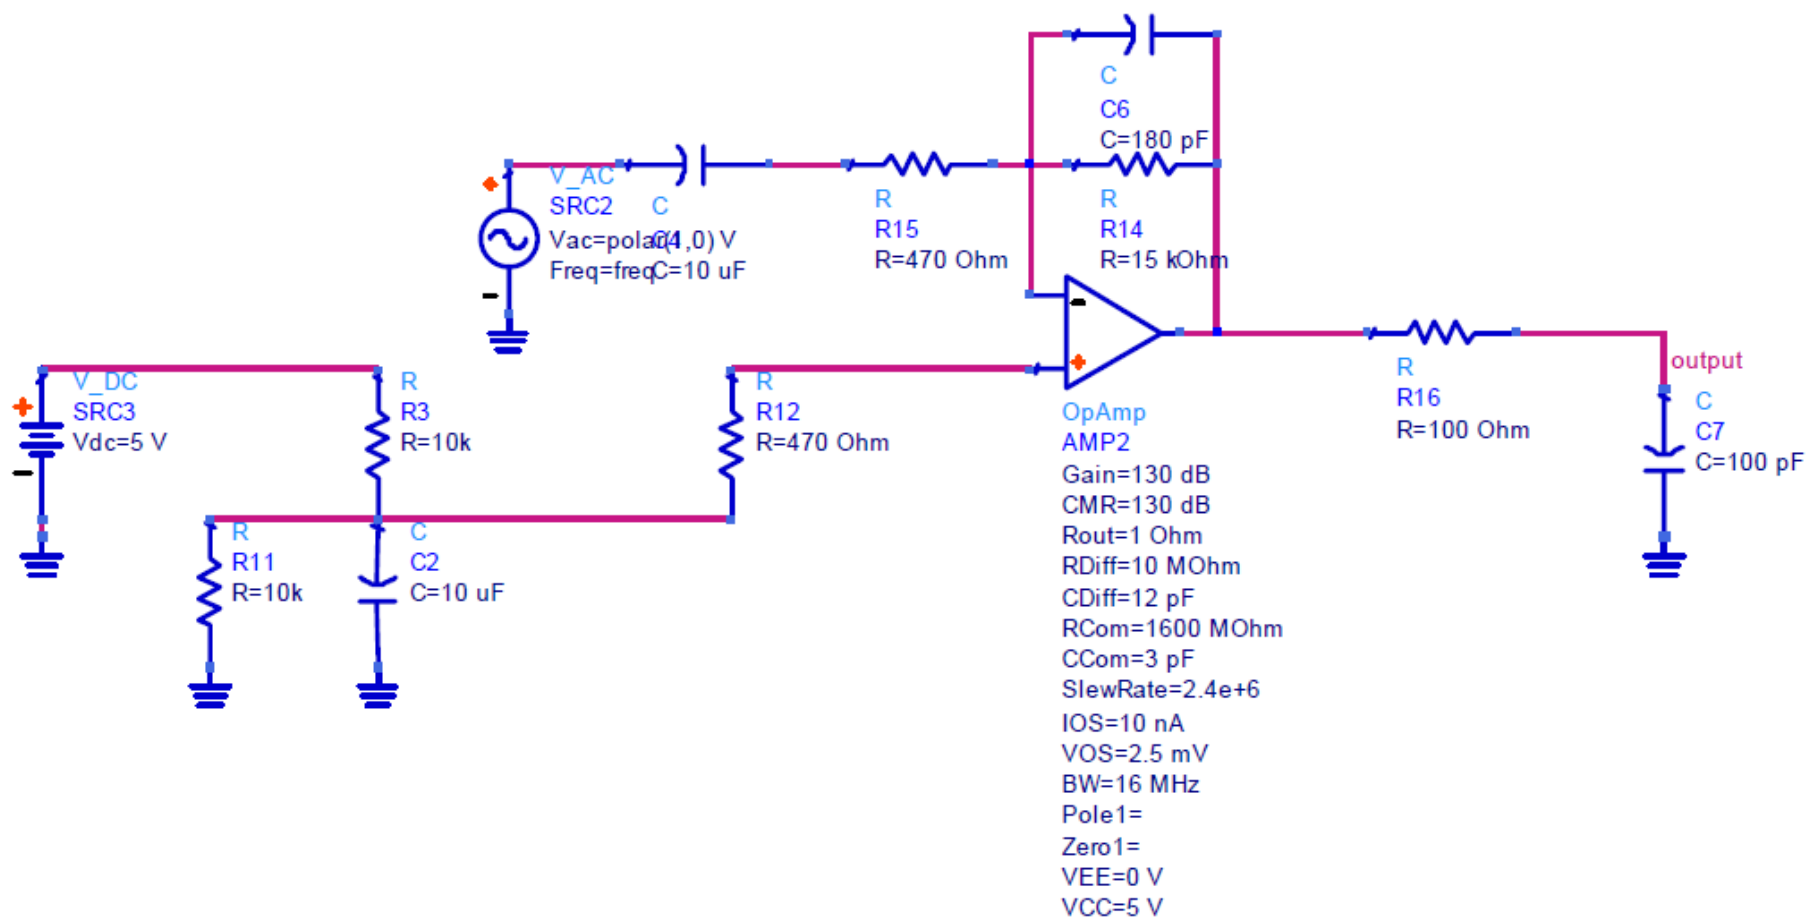 C
C6
C=180 pF
V_AC
SRC2
Vac=polar(1,0) V
Freq=freq
C
C4
C=10 uF
R
R15
R=470 Ohm
R
R14
R=15 kOhm
V_DC
SRC3
Vdc=5 V
R
R3
R=10k
R
R12
R=470 Ohm
output
R
R16
R=100 Ohm
C
C7
C=100 pF
R
R11
R=10k
C
C2
C=10 uF
OpAmp
AMP2
Gain=130 dB
CMR=130 dB
Rout=1 Ohm
RDiff=10 MOhm
CDiff=12 pF
RCom=1600 MOhm
CCom=3 pF
SlewRate=2.4e+6
IOS=10 nA
VOS=2.5 mV
BW=16 MHz
Pole1=
Zero1=
VEE=0 V
VCC=5 V